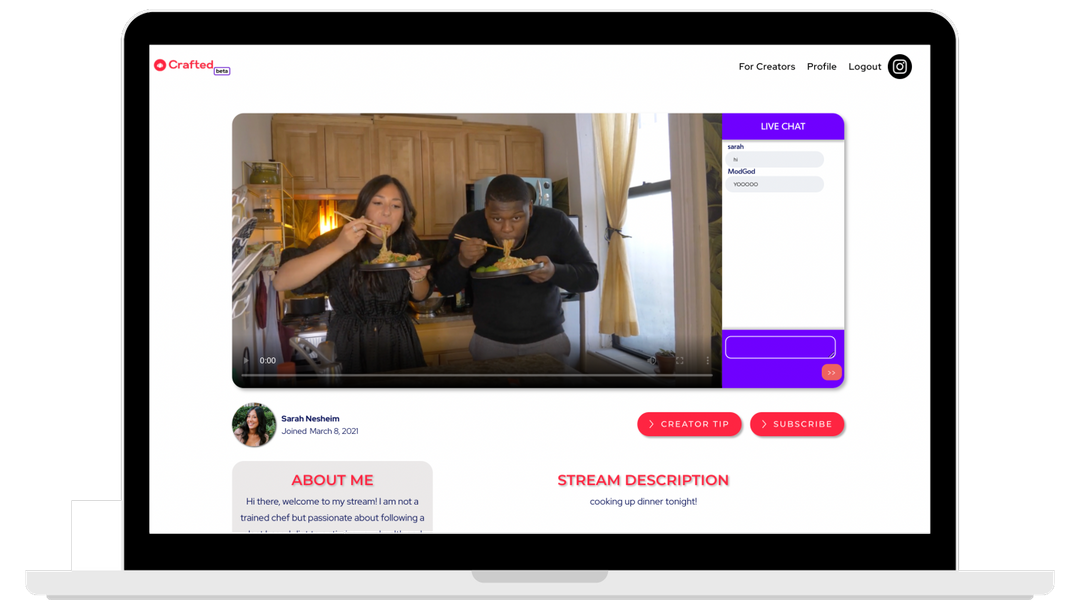 Crafted
beta
For Creators Profile Logout
LIVE CHAT
sarah
hi
ModGod
YOOOOO
0:00
>>
Sarah Nesheim
Joined March 8, 2021
CREATOR TIP
SUBSCRIBE
ABOUT ME
Hi there, welcome to my stream! I am not a
trained chef but passionate about following a
STREAM DESCRIPTION
cooking up dinner tonight!